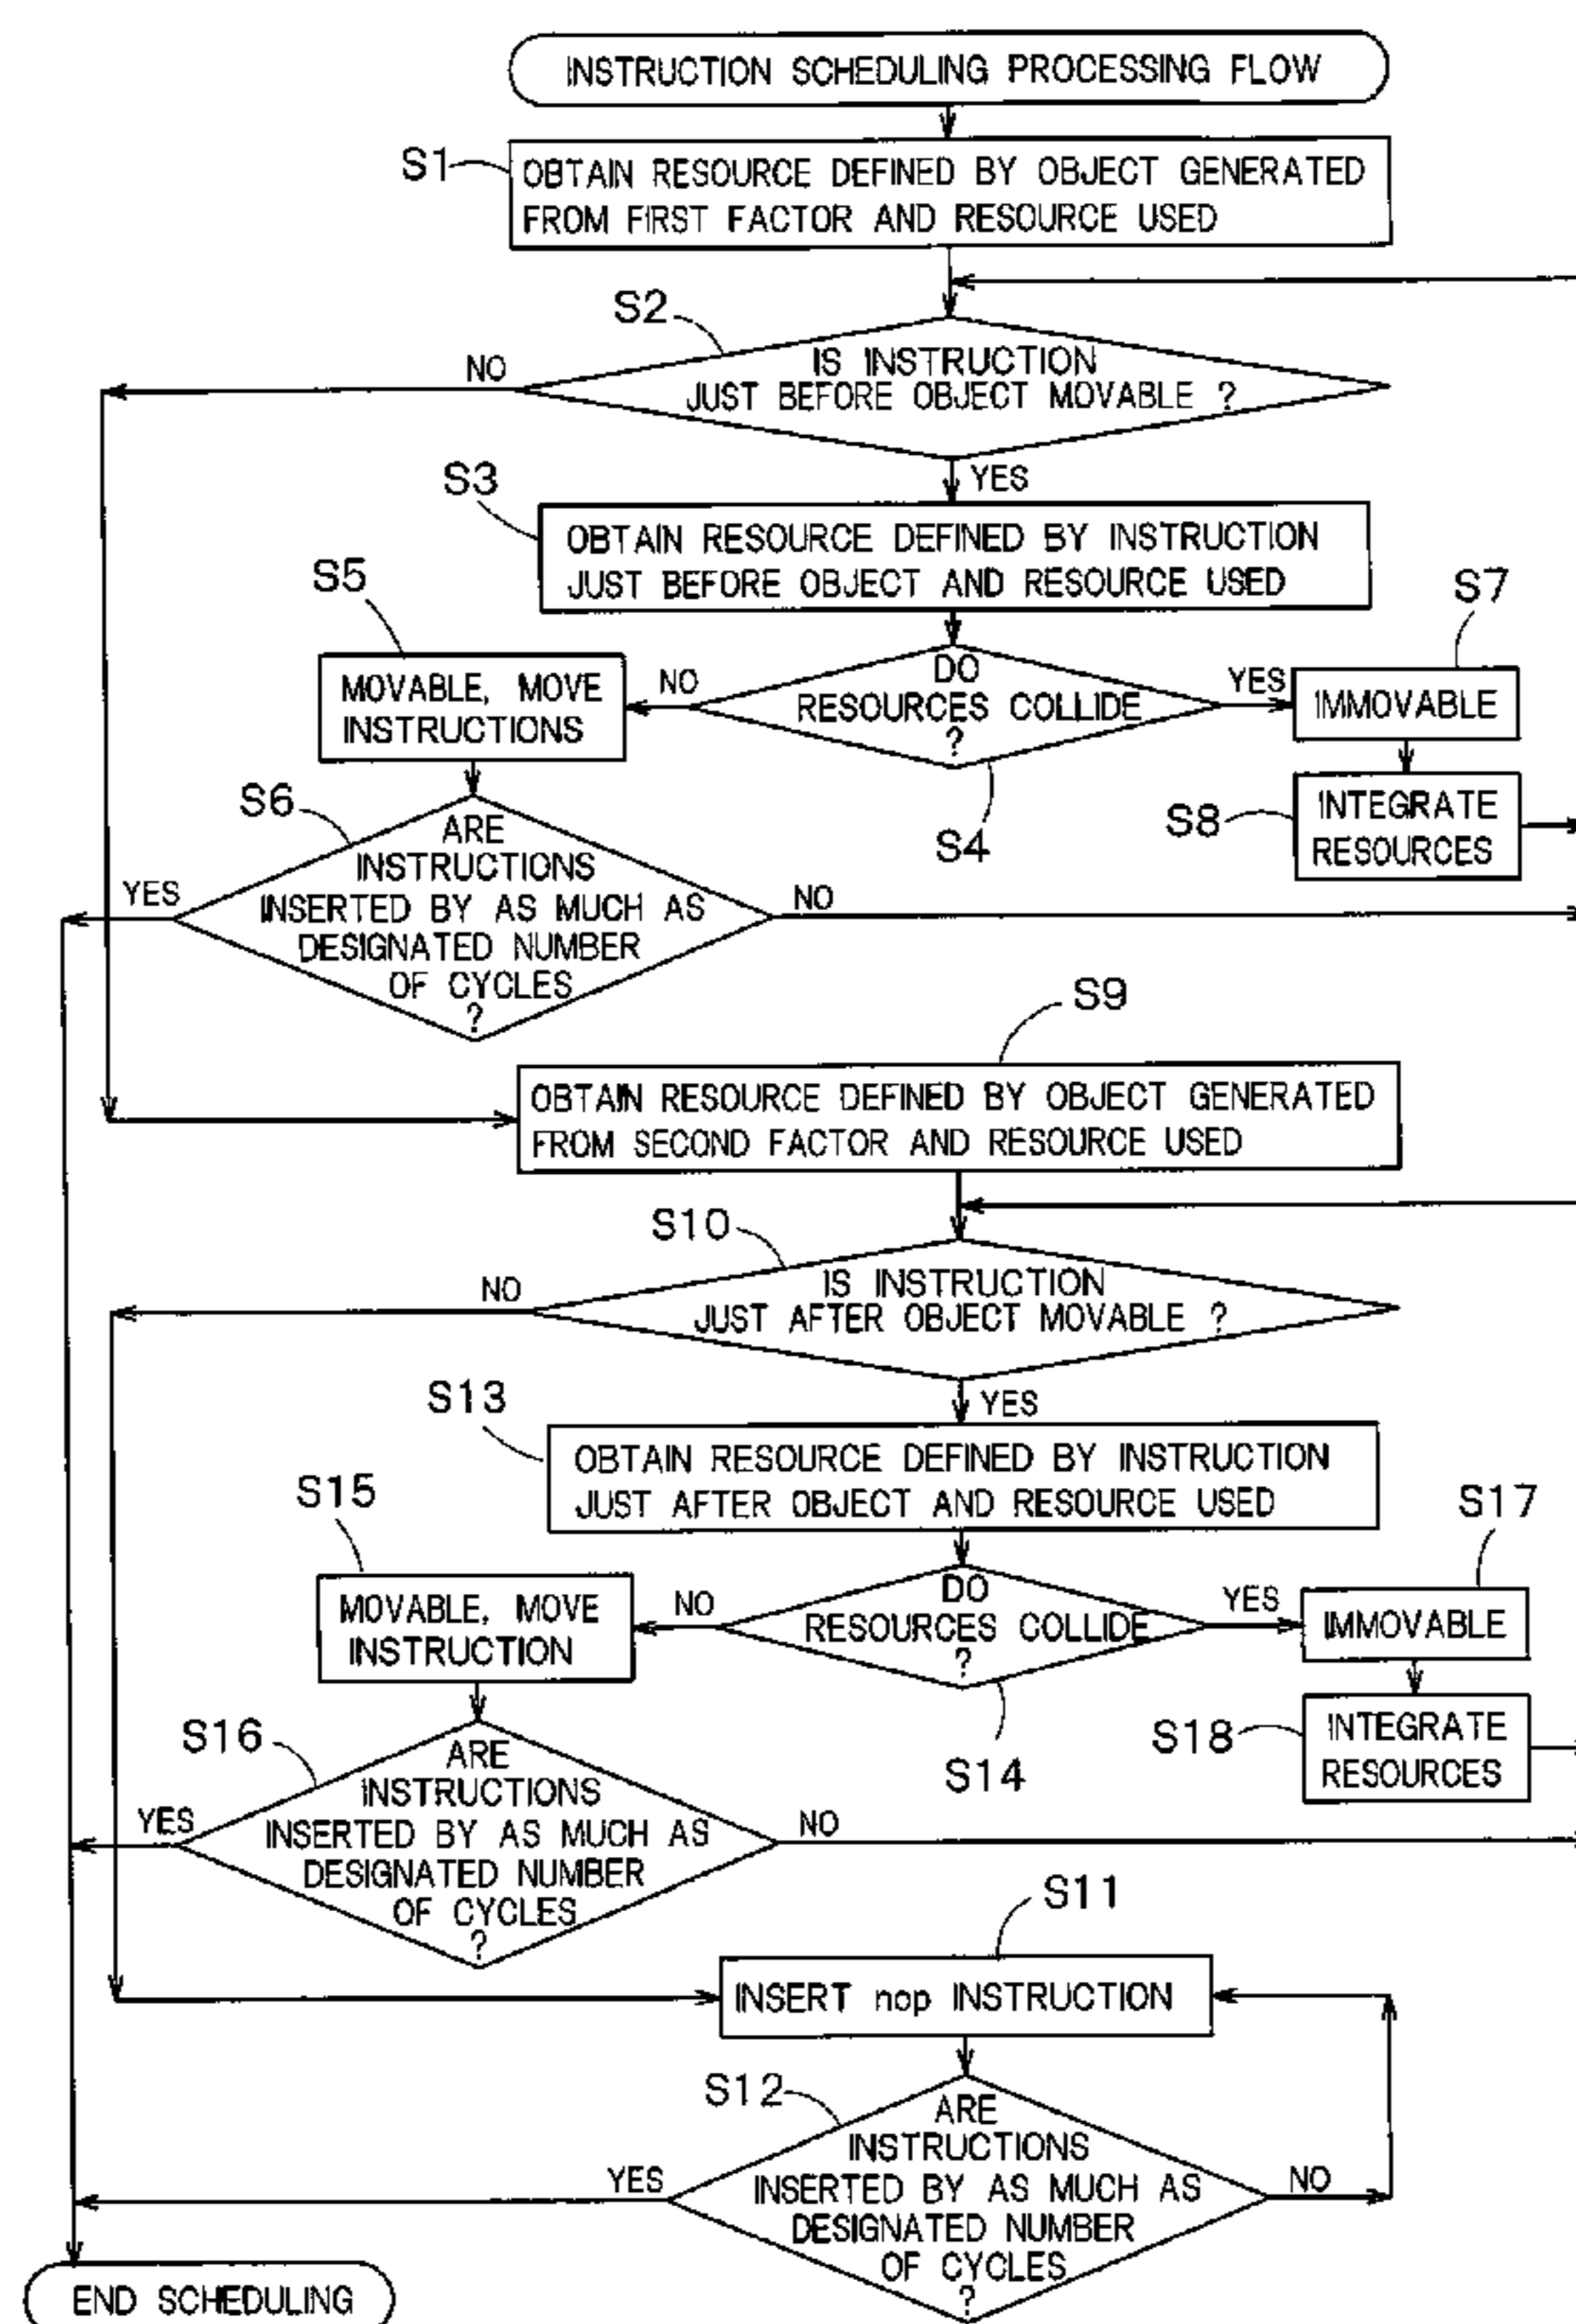 INSTRUCTION SCHEDULING PROCESSING FLOW
S1
OBTAIN RESOURCE DEFINED BY OBJECT GENERATED
FROM FIRST FACTOR AND RESOURCE USED
S2
IS INSTRUCTION
JUST BEFORE OBJECT MOVABLE ?
NO
YES
S3
OBTAIN RESOURCE DEFINED BY INSTRUCTION
JUST BEFORE OBJECT AND RESOURCE USED
S4
DO
RESOURCES COLLIDE
?
NO
YES
S5
MOVABLE, MOVE
INSTRUCTIONS
S7
IMMOVABLE
S8
INTEGRATE
RESOURCES
S6
ARE
INSTRUCTIONS
INSERTED BY AS MUCH AS
DESIGNATED NUMBER
OF CYCLES
?
YES
NO
S9
OBTAIN RESOURCE DEFINED BY OBJECT GENERATED
FROM SECOND FACTOR AND RESOURCE USED
S10
IS INSTRUCTION
JUST AFTER OBJECT MOVABLE ?
NO
YES
S13
OBTAIN RESOURCE DEFINED BY INSTRUCTION
JUST AFTER OBJECT AND RESOURCE USED
S14
DO
RESOURCES COLLIDE
?
NO
YES
S15
MOVABLE, MOVE
INSTRUCTION
S17
IMMOVABLE
S18
INTEGRATE
RESOURCES
S16
ARE
INSTRUCTIONS
INSERTED BY AS MUCH AS
DESIGNATED NUMBER
OF CYCLES
?
YES
NO
S11
INSERT nop INSTRUCTION
S12
ARE
INSTRUCTIONS
INSERTED BY AS MUCH AS
DESIGNATED NUMBER
OF CYCLES
?
YES
NO
END SCHEDULING